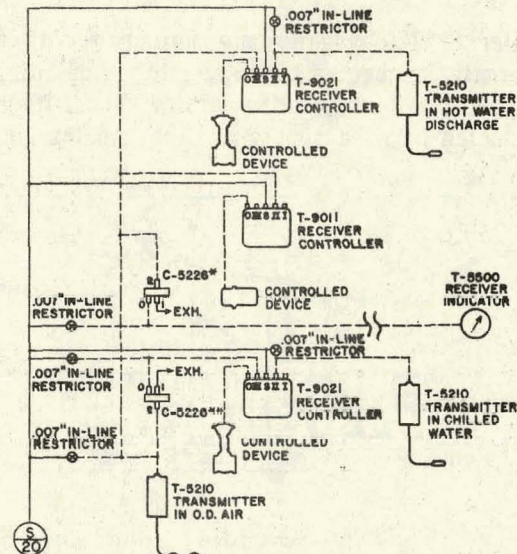 .007" IN-LINE
RESTRICTOR
T-9021
RECEIVER
CONTROLLER
T-5210
TRANSMITTER
IN HOT WATER
DISCHARGE
CONTROLLED
DEVICE
T-9011
RECEIVER
CONTROLLER
C-5226*
EXH.
.007" IN-LINE
RESTRICTOR
CONTROLLED
DEVICE
T-5500
RECEIVER
INDICATOR
.007" IN-LINE
RESTRICTOR
.007" IN-LINE
RESTRICTOR
EXH.
C-5226**
T-9021
RECEIVER
CONTROLLER
T-5210
TRANSMITTER
IN CHILLED
WATER
.007" IN-LINE
RESTRICTOR
CONTROLLED
DEVICE
T-5210
TRANSMITTER
IN O.D. AIR
S
20